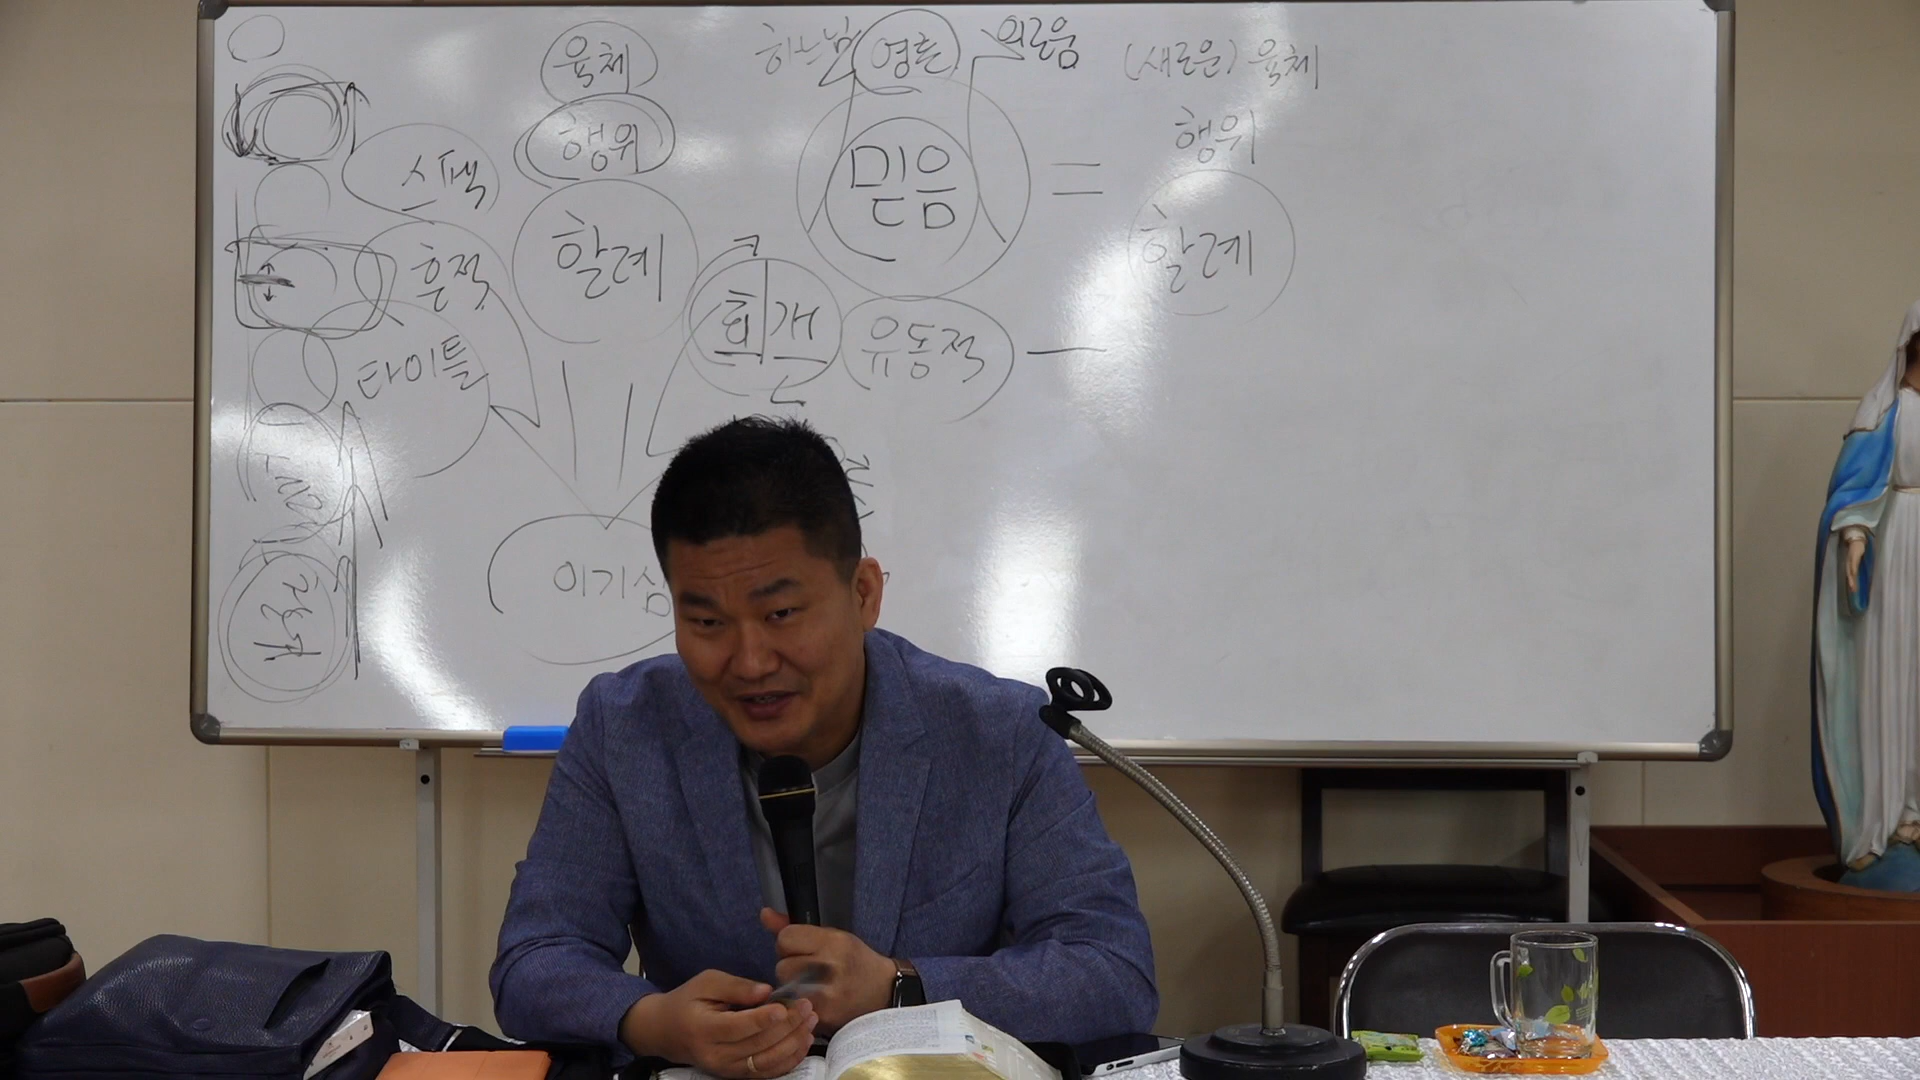 육체
하느님 영혼 의로움 (새로운) 육체
행위
행위
스펙
믿음 =
할례
할례
흔적
ㄱ
회|개
유동적 —
타이틀
ㄴ
이기심